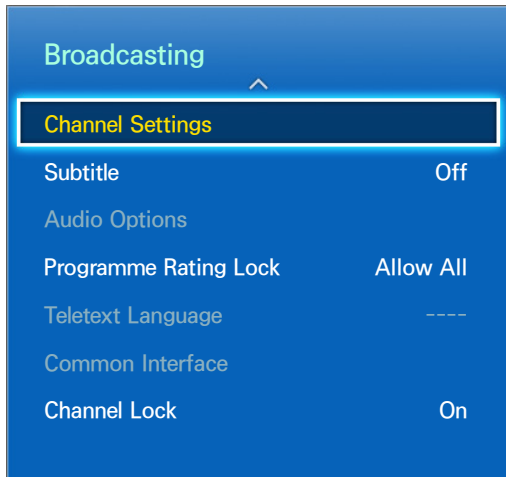 Broadcasting
Channel Settings
Subtitle Off
Audio Options
Programme Rating Lock Allow All
Teletext Language ----
Common Interface
Channel Lock On